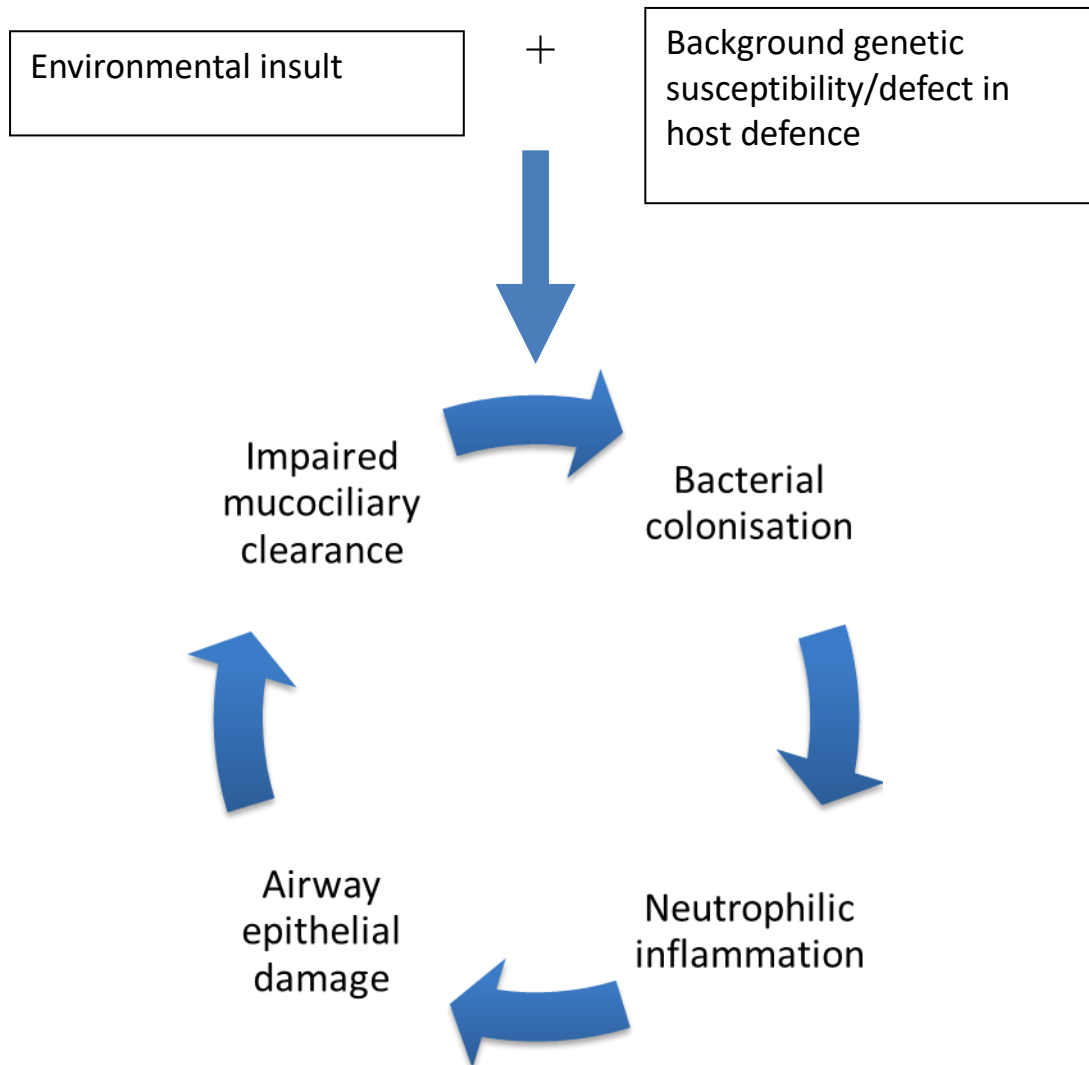 Environmental insult
+
Background genetic
susceptibility/defect in
host defence
Impaired
mucociliary
clearance
Bacterial
colonisation
Airway
epithelial
damage
Neutrophilic
inflammation